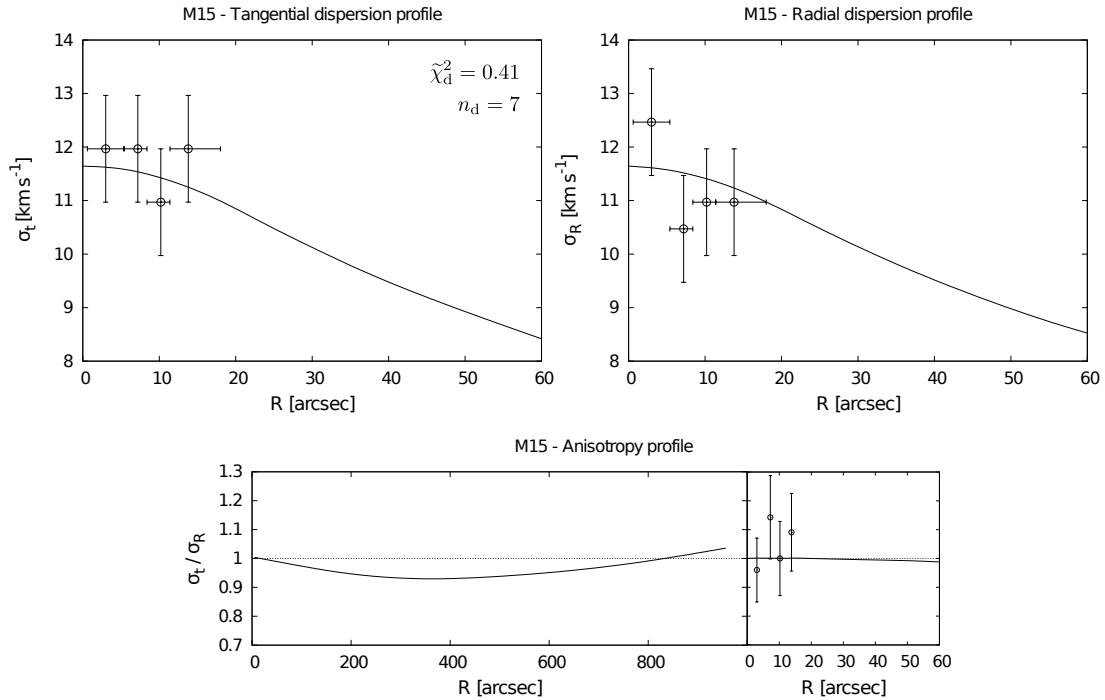 M15 - Tangential dispersion profile
14
13
12
11
10
9
8
σt [km s⁻¹]
χ̃²d = 0.41
nd = 7
0 10 20 30 40 50 60
R [arcsec]
M15 - Radial dispersion profile
14
13
12
11
10
9
8
σR [km s⁻¹]
0 10 20 30 40 50 60
R [arcsec]
M15 - Anisotropy profile
1.3
1.2
1.1
1
0.9
0.8
0.7
σt / σR
0 200 400 600 800
R [arcsec]
0 10 20 30 40 50 60
R [arcsec]